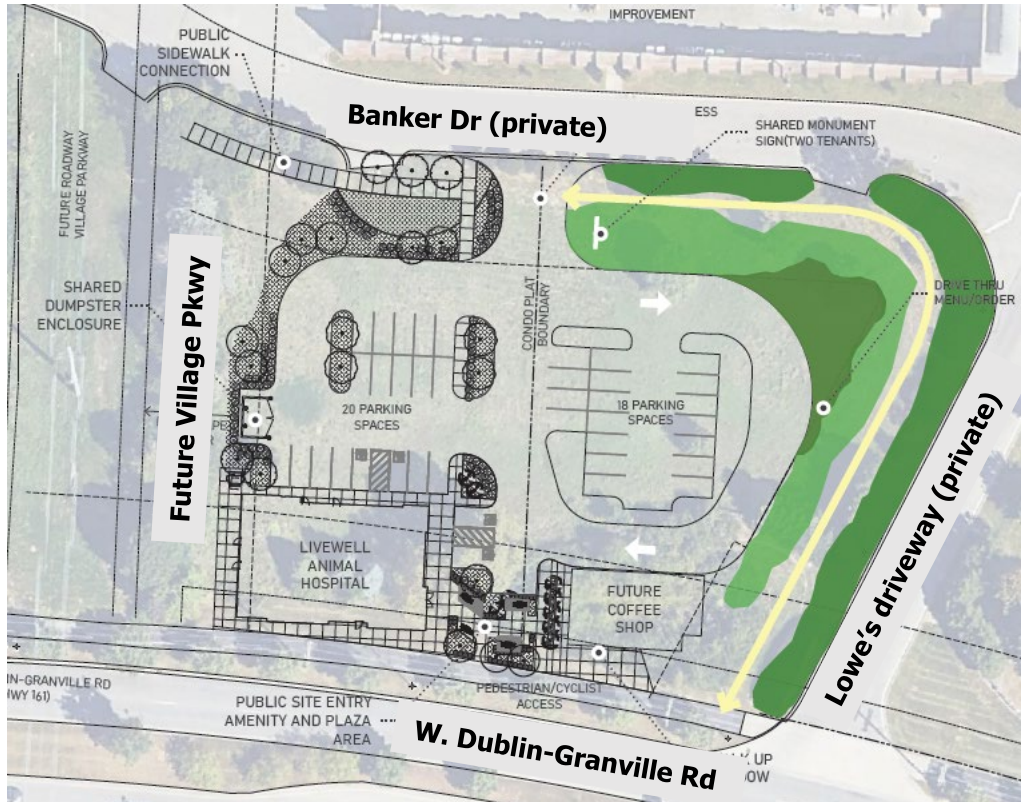 IMPROVEMENT
PUBLIC
SIDEWALK
CONNECTION
Banker Dr (private)
ESS
SHARED MONUMENT
SIGN(TWO TENANTS)
FUTURE ROADWAY
VILLAGE PARKWAY
SHARED
DUMPSTER
ENCLOSURE
Future Village Pkwy
CONDO PLAT
BOUNDARY
DRIVE THRU
MENU/ORDER
20 PARKING
SPACES
18 PARKING
SPACES
Lowe's driveway (private)
LIVEWELL
ANIMAL
HOSPITAL
FUTURE
COFFEE
SHOP
IN-GRANVILLE RD
WY 161)
PUBLIC SITE ENTRY
AMENITY AND PLAZA
AREA
PEDESTRIAN/CYCLIST
ACCESS
W. Dublin-Granville Rd
UP
OW